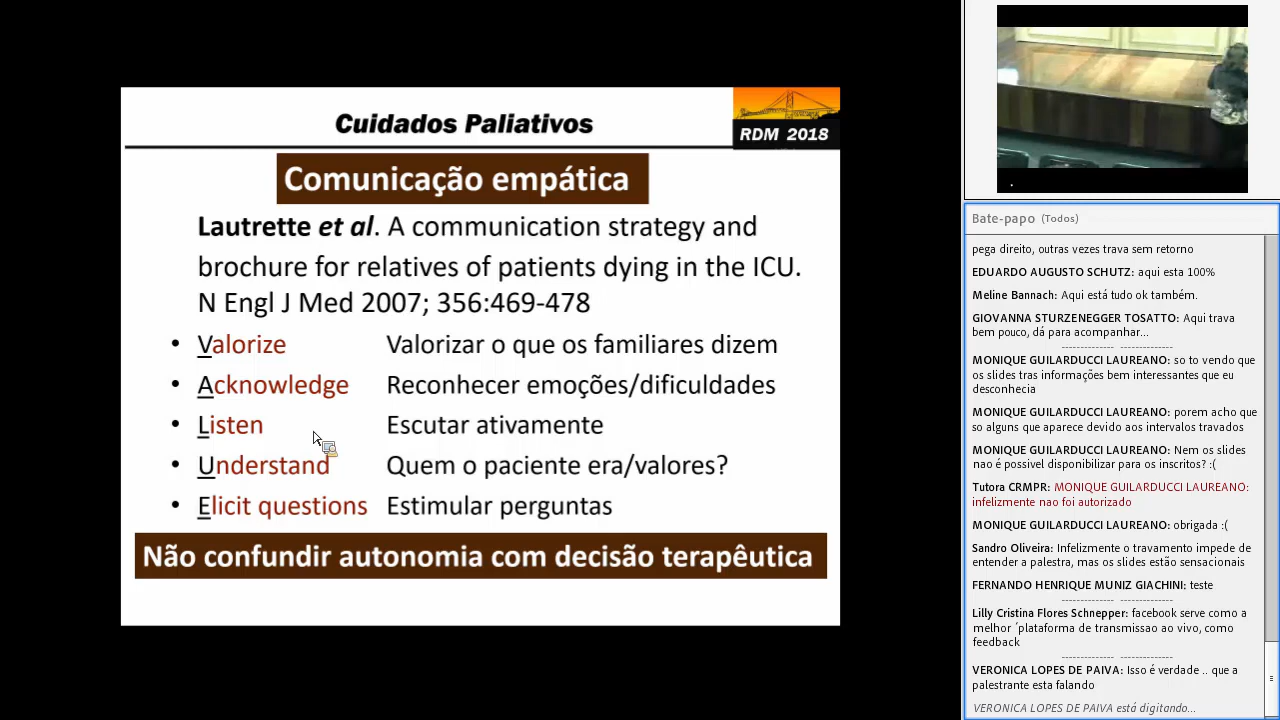 Cuidados Paliativos
RDM 2018
Comunicação empática
Lautrette et al. A communication strategy and
brochure for relatives of patients dying in the ICU.
N Engl J Med 2007; 356:469-478
• Valorize Valorizar o que os familiares dizem
• Acknowledge Reconhecer emoções/dificuldades
• Listen Escutar ativamente
• Understand Quem o paciente era/valores?
• Elicit questions Estimular perguntas
Não confundir autonomia com decisão terapêutica
Bate-papo (Todos)
pega direito, outras vezes trava sem retorno
EDUARDO AUGUSTO SCHUTZ: aqui esta 100%
Meline Bannach: Aqui está tudo ok também.
GIOVANNA STURZENEGGER TOSATTO: Aqui trava
bem pouco, dá para acompanhar...
-------------- --------------
MONIQUE GUILARDUCCI LAUREANO: so to vendo que
os slides tras informações bem interessantes que eu
desconhecia
MONIQUE GUILARDUCCI LAUREANO: porem acho que
so alguns que aparece devido aos intervalos travados
MONIQUE GUILARDUCCI LAUREANO: Nem os slides
nao é possivel disponibilizar para os inscritos? :(
Tutora CRMPR: MONIQUE GUILARDUCCI LAUREANO:
infelizmente nao foi autorizado
MONIQUE GUILARDUCCI LAUREANO: obrigada :(
Sandro Oliveira: Infelizmente o travamento impede de
entender a palestra, mas os slides estão sensacionais
FERNANDO HENRIQUE MUNIZ GIACHINI: teste
-------------- --------------
Lilly Cristina Flores Schnepper: facebook serve como a
melhor ´plataforma de transmissao ao vivo, como
feedback
-------------- --------------
VERONICA LOPES DE PAIVA: Isso é verdade .. que a
palestrante esta falando
VERONICA LOPES DE PAIVA está digitando...